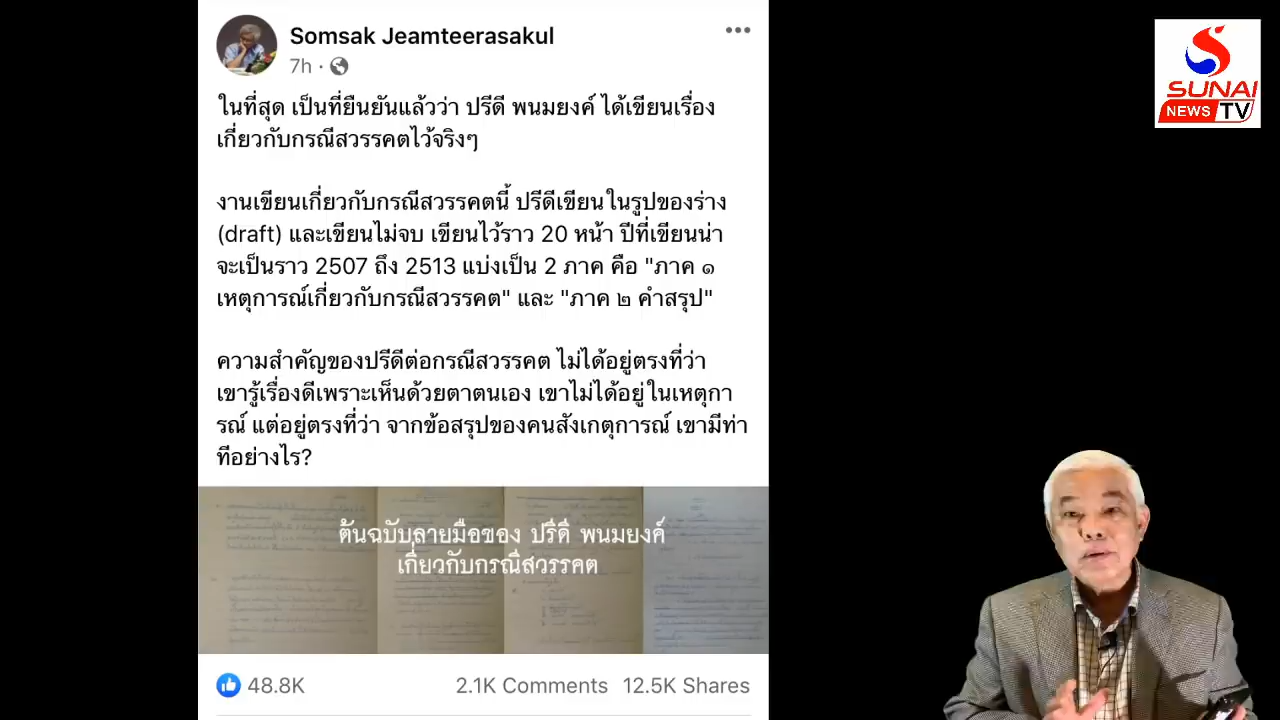 Somsak Jeamteerasakul
7h ·
ในที่สุด เป็นที่ยืนยันแล้วว่า ปรีดี พนมยงค์ ได้เขียนเรื่อง
เกี่ยวกับกรณีสวรรคตไว้จริงๆ
งานเขียนเกี่ยวกับกรณีสวรรคตนี้ ปรีดีเขียนในรูปของร่าง
(draft) และเขียนไม่จบ เขียนไว้ราว 20 หน้า ปีที่เขียนน่า
จะเป็นราว 2507 ถึง 2513 แบ่งเป็น 2 ภาค คือ "ภาค ๑
เหตุการณ์เกี่ยวกับกรณีสวรรคต" และ "ภาค ๒ คำสรุป"
ความสำคัญของปรีดีต่อกรณีสวรรคต ไม่ได้อยู่ตรงที่ว่า
เขารู้เรื่องดีเพราะเห็นด้วยตาตนเอง เขาไม่ได้อยู่ในเหตุกา
รณ์ แต่อยู่ตรงที่ว่า จากข้อสรุปของคนสังเกตุการณ์ เขามีท่า
ทีอย่างไร?
ต้นฉบับลายมือของ ปรีดี พนมยงค์
เกี่ยวกับกรณีสวรรคต
48.8K 2.1K Comments 12.5K Shares
SUNAI
NEWS TV